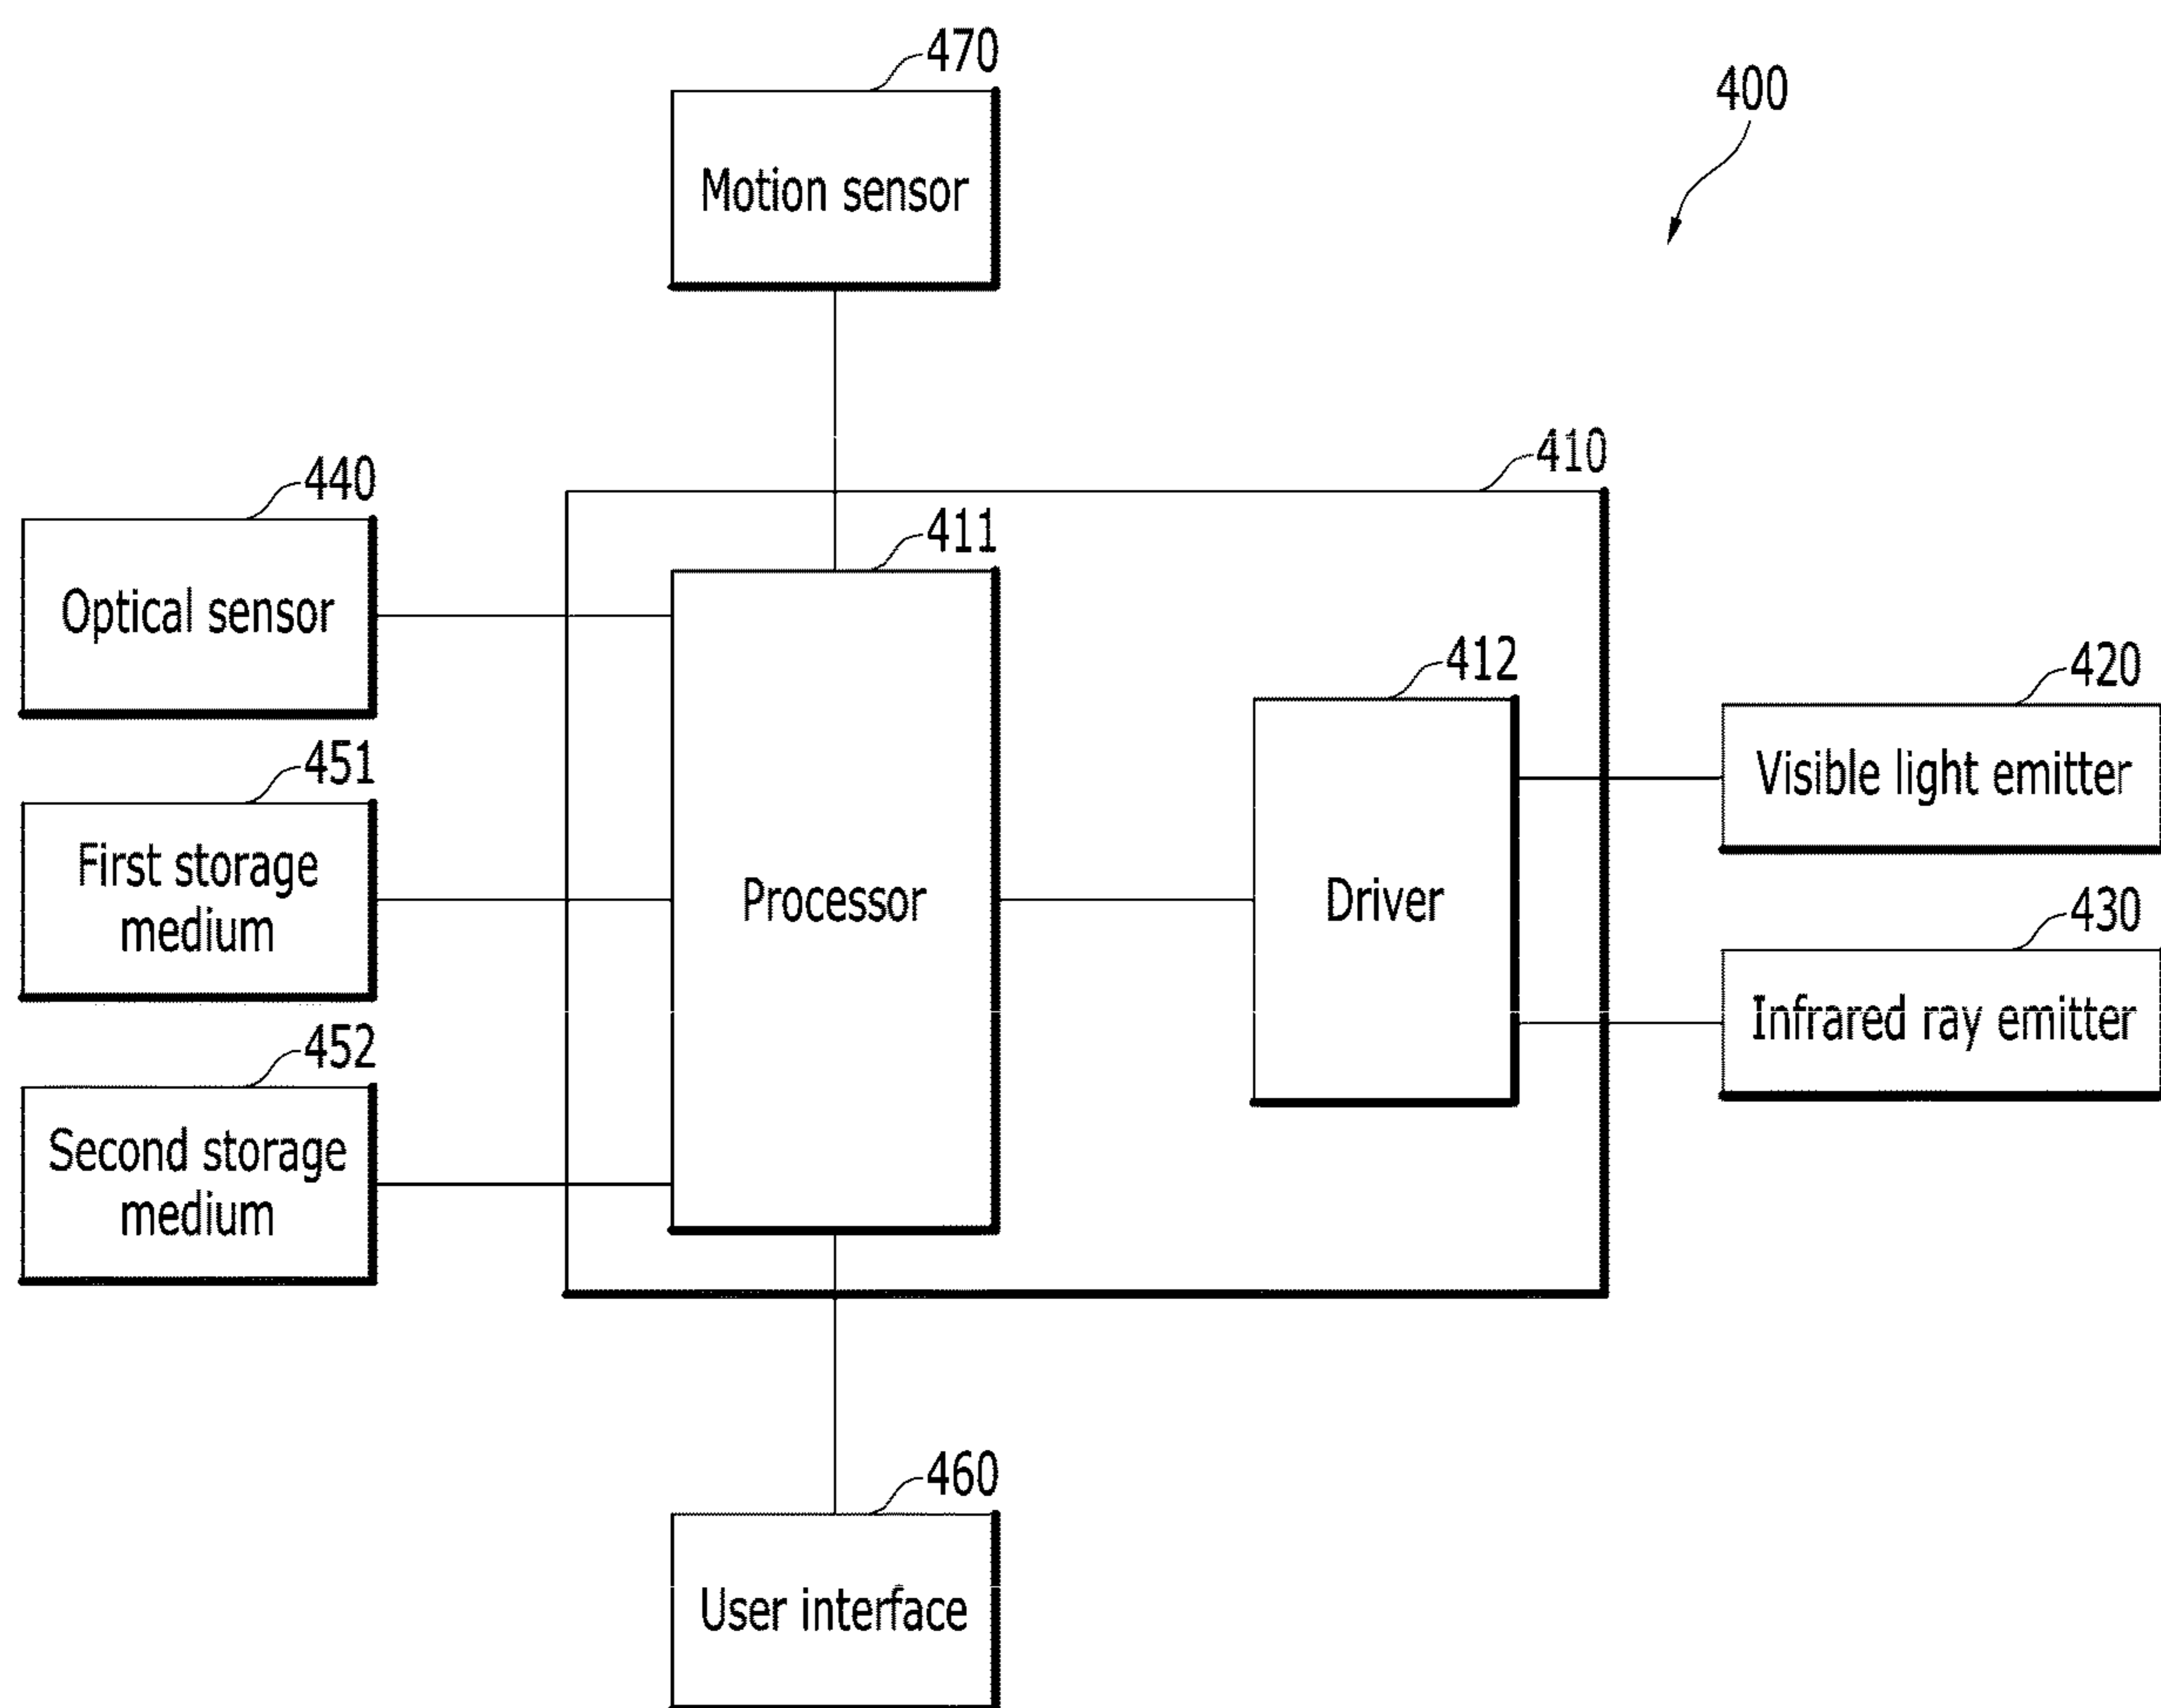 470
400
Motion sensor
410
440
411
Optical sensor
412
420
451
Visible light emitter
First storage
medium
Processor
Driver
430
Infrared ray emitter
452
Second storage
medium
460
User interface